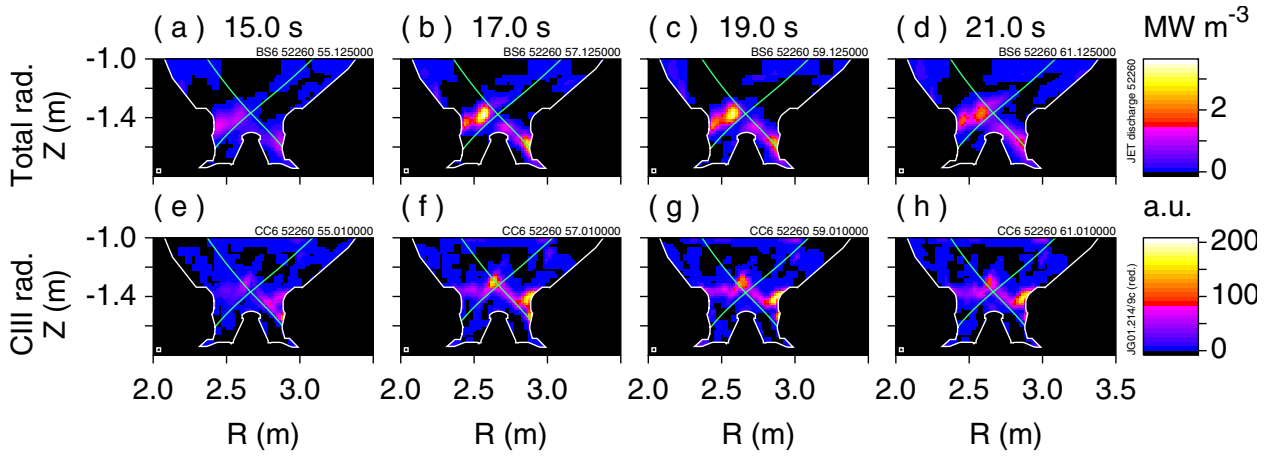 ( a ) 15.0 s ( b ) 17.0 s ( c ) 19.0 s ( d ) 21.0 s MW m-3
BS6 52260 55.125000 BS6 52260 57.125000 BS6 52260 59.125000 BS6 52260 61.125000
Total rad.
Z (m)
-1.0
-1.4
JET discharge 52260
2
0
( e ) ( f ) ( g ) ( h ) a.u.
CC6 52260 55.010000 CC6 52260 57.010000 CC6 52260 59.010000 CC6 52260 61.010000
CIII rad.
Z (m)
-1.0
-1.4
JG01.214/9c (red.)
200
100
0
2.0 2.5 3.0 2.0 2.5 3.0 2.0 2.5 3.0 2.0 2.5 3.0 3.5
R (m) R (m) R (m) R (m)